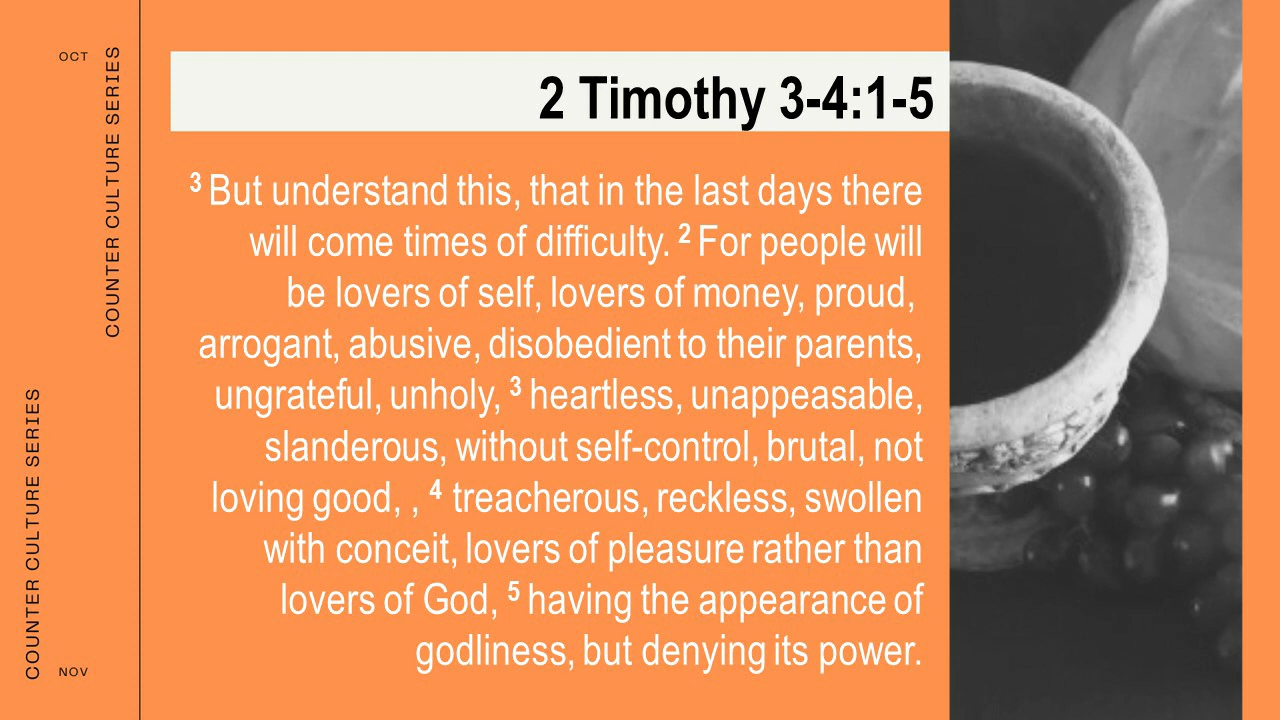 OCT
COUNTER CULTURE SERIES
COUNTER CULTURE SERIES
NOV
2 Timothy 3-4:1-5
3 But understand this, that in the last days there
will come times of difficulty. 2 For people will
be lovers of self, lovers of money, proud,
arrogant, abusive, disobedient to their parents,
ungrateful, unholy, 3 heartless, unappeasable,
slanderous, without self-control, brutal, not
loving good, , 4 treacherous, reckless, swollen
with conceit, lovers of pleasure rather than
lovers of God, 5 having the appearance of
godliness, but denying its power.